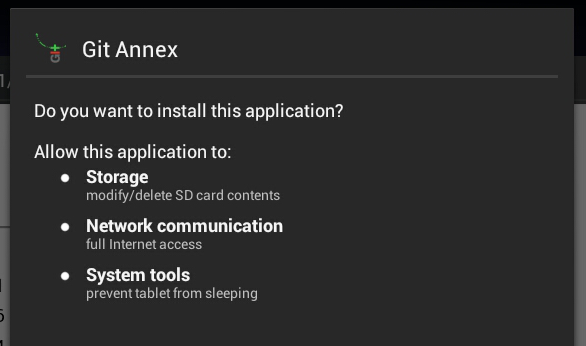 Git Annex
Do you want to install this application?
Allow this application to:
Storage
modify/delete SD card contents
Network communication
full Internet access
System tools
prevent tablet from sleeping